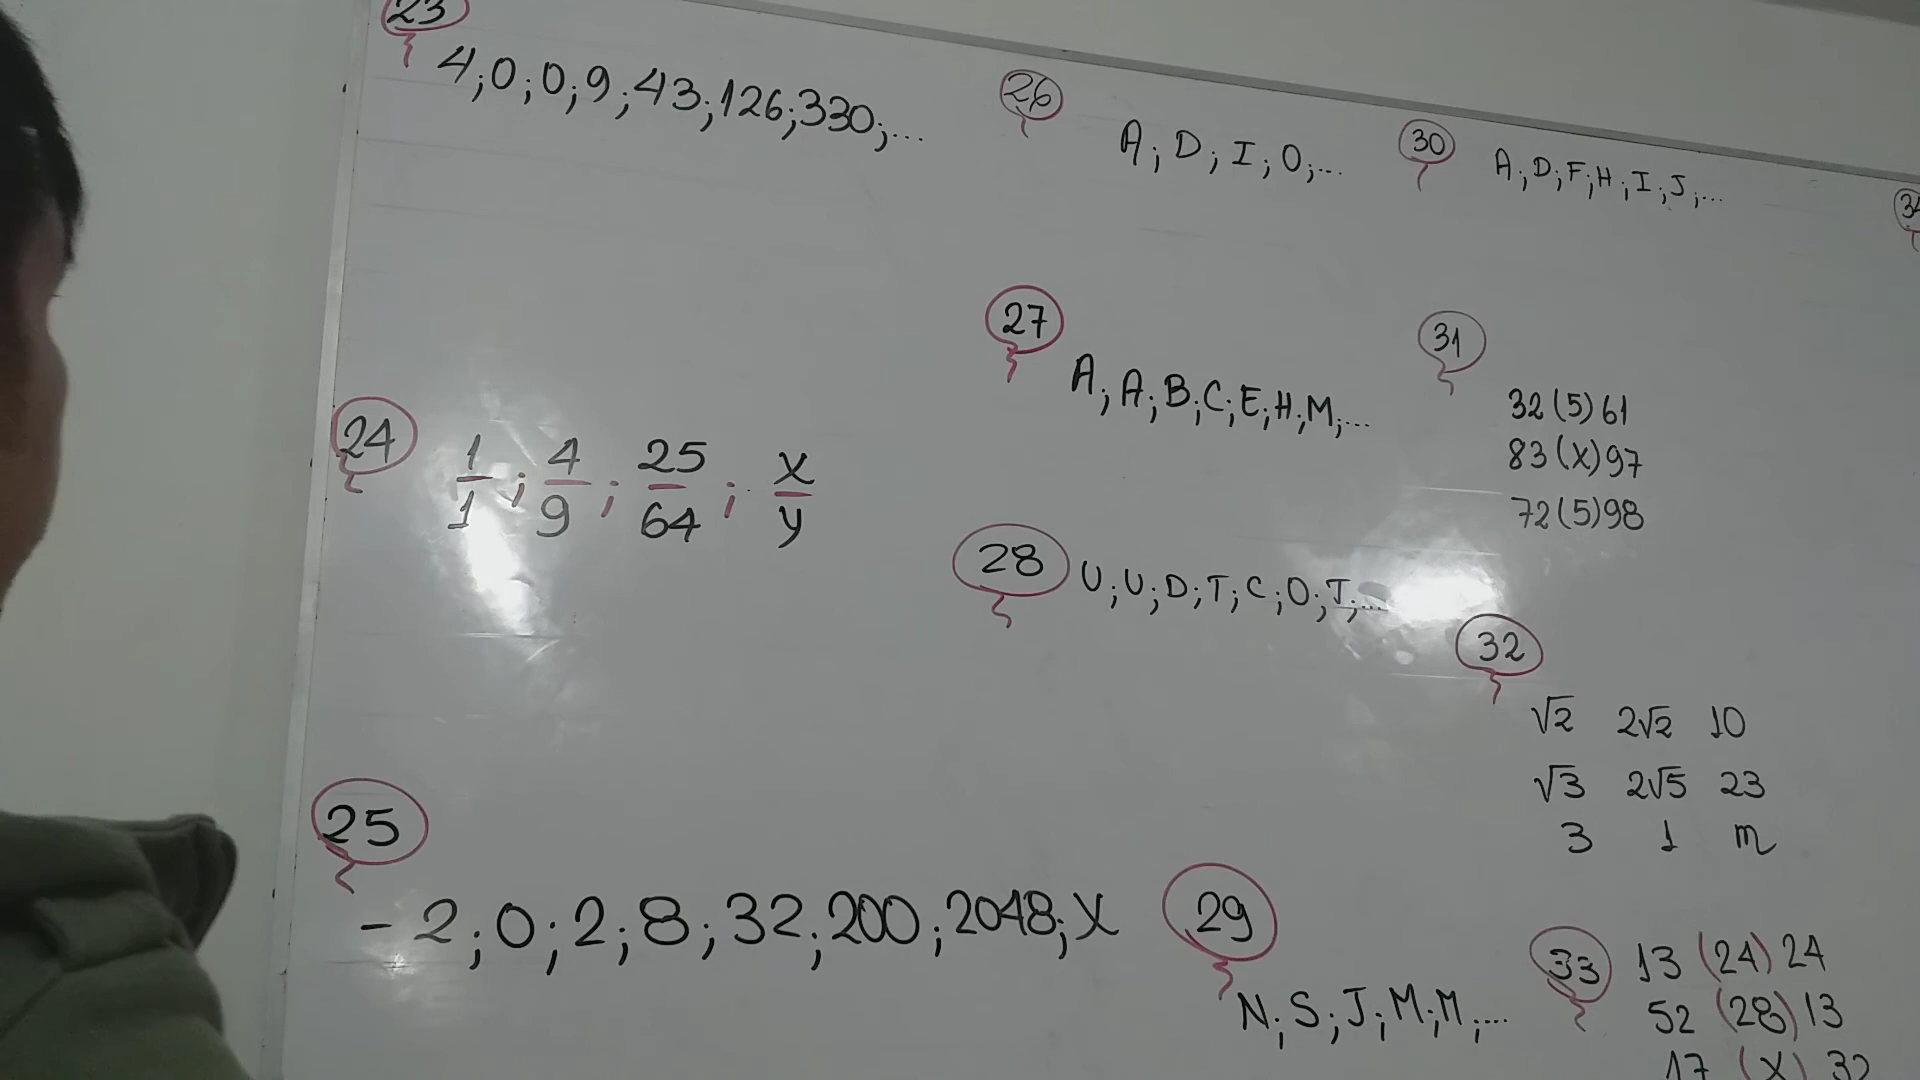 23
4;0;0;9;43;126;330;...
24
1/1 ; 4/9 ; 25/64 ; x/y
25
-2;0;2;8;32;200;2048;X
26
A;D;I;O;...
27
A;A;B;C;E;H;M;...
28
U;U;D;T;C;O;T;...
29
N;S;J;M;M;...
30
A;D;F;H;I;J;...
31
32(5)61
83(X)97
72(5)98
32
√2 2√2 10
√3 2√5 23
3 1 m
33
13 (24) 24
52 (28) 13
17 (X) 32